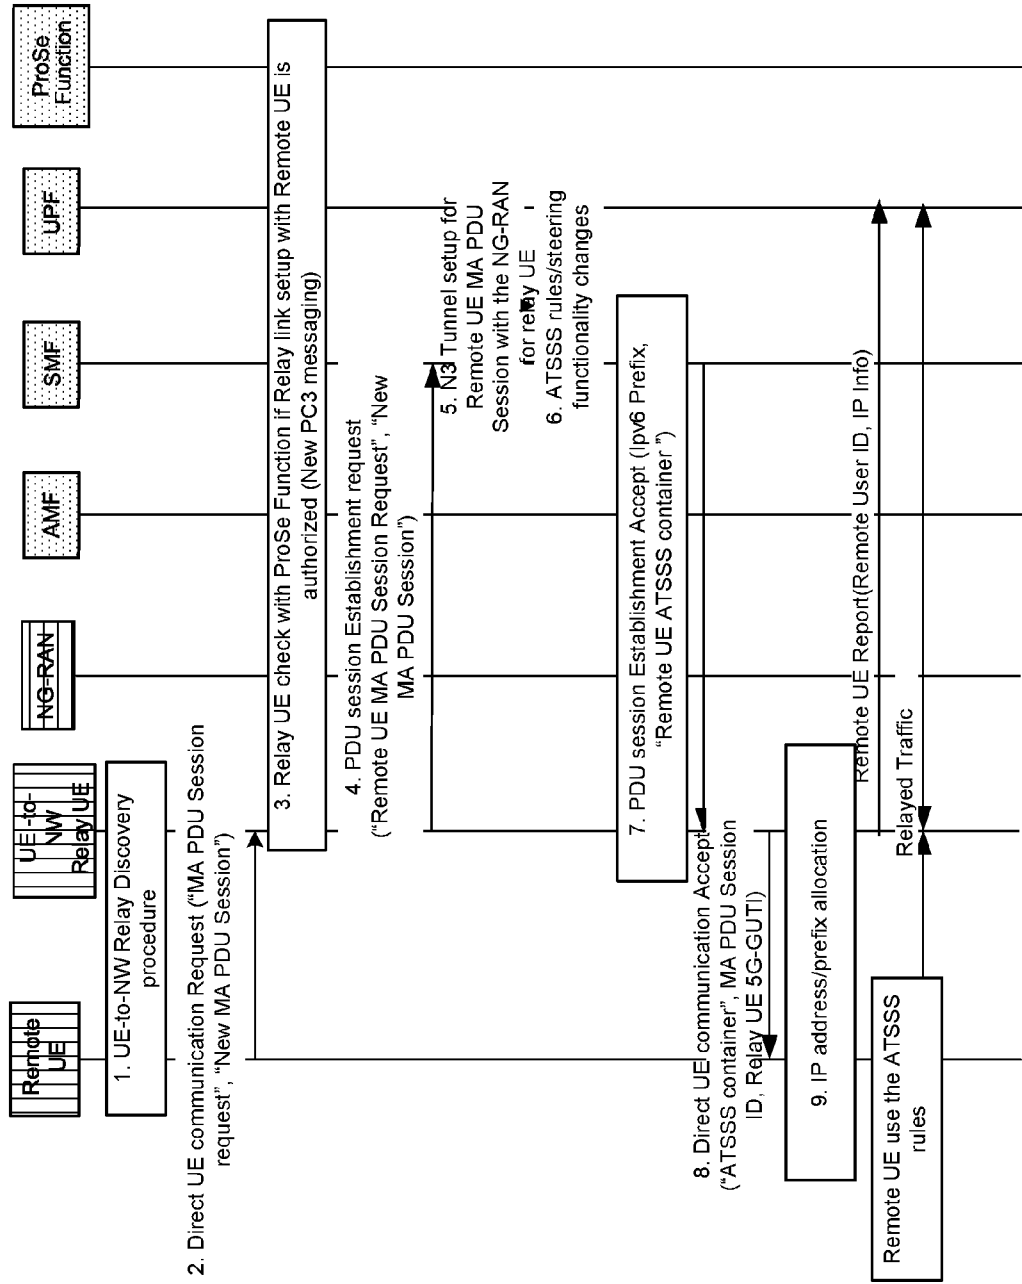 Remote
UE
UE-to-
NW
Relay UE
NG-RAN
AMF
SMF
UPF
ProSe
Function
1. UE-to-NW Relay Discovery
procedure
2. Direct UE communication Request (“MA PDU Session
request”, “New MA PDU Session”)
3. Relay UE check with ProSe Function if Relay link setup with Remote UE is
authorized (New PC3 messaging)
4. PDU session Establishment request
(“Remote UE MA PDU Session Request”, “New
MA PDU Session”)
5. N3 Tunnel setup for
Remote UE MA PDU
Session with the NG-RAN
for relay UE
6. ATSSS rules/steering
functionality changes
7. PDU session Establishment Accept (Ipv6 Prefix,
“Remote UE ATSSS container ”)
8. Direct UE communication Accept
(“ATSSS container”, MA PDU Session
ID, Relay UE 5G-GUTI)
9. IP address/prefix allocation
Remote UE Report(Remote User ID, IP Info)
Relayed Traffic
Remote UE use the ATSSS
rules